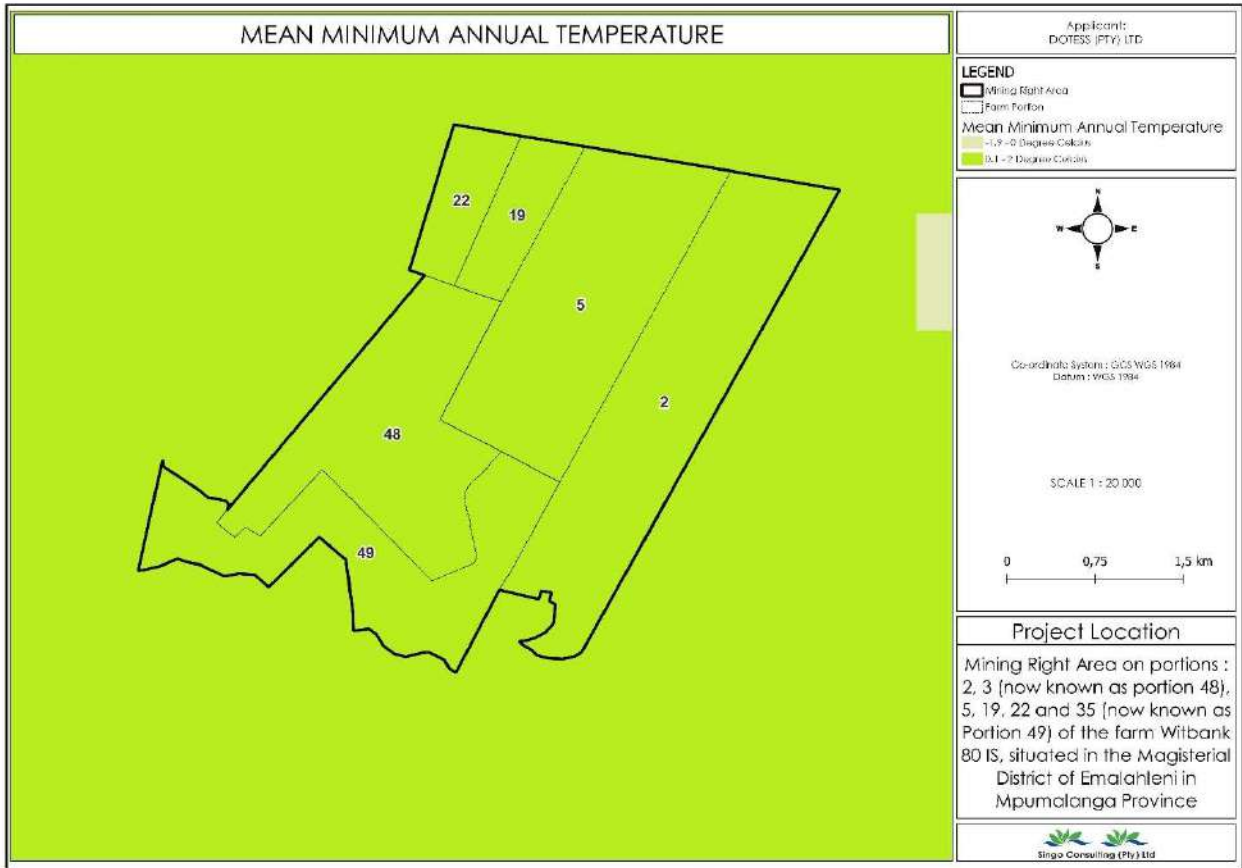 MEAN MINIMUM ANNUAL TEMPERATURE
22
19
5
2
48
49
Applicant:
DOTESS (PTY) LTD
LEGEND
Mining Right Area
Farm Portion
Mean Minimum Annual Temperature
-1,9 - 0 Degree Celcius
0,1 - 2 Degree Celcius
N
W
E
S
Co-ordinate System : GCS WGS 1984
Datum : WGS 1984
SCALE 1 : 20 000
0 0,75 1,5 km
Project Location
Mining Right Area on portions :
2, 3 (now known as portion 48),
5, 19, 22 and 35 (now known as
Portion 49) of the farm Witbank
80 IS, situated in the Magisterial
District of Emalahleni in
Mpumalanga Province
Singo Consulting (Pty) Ltd